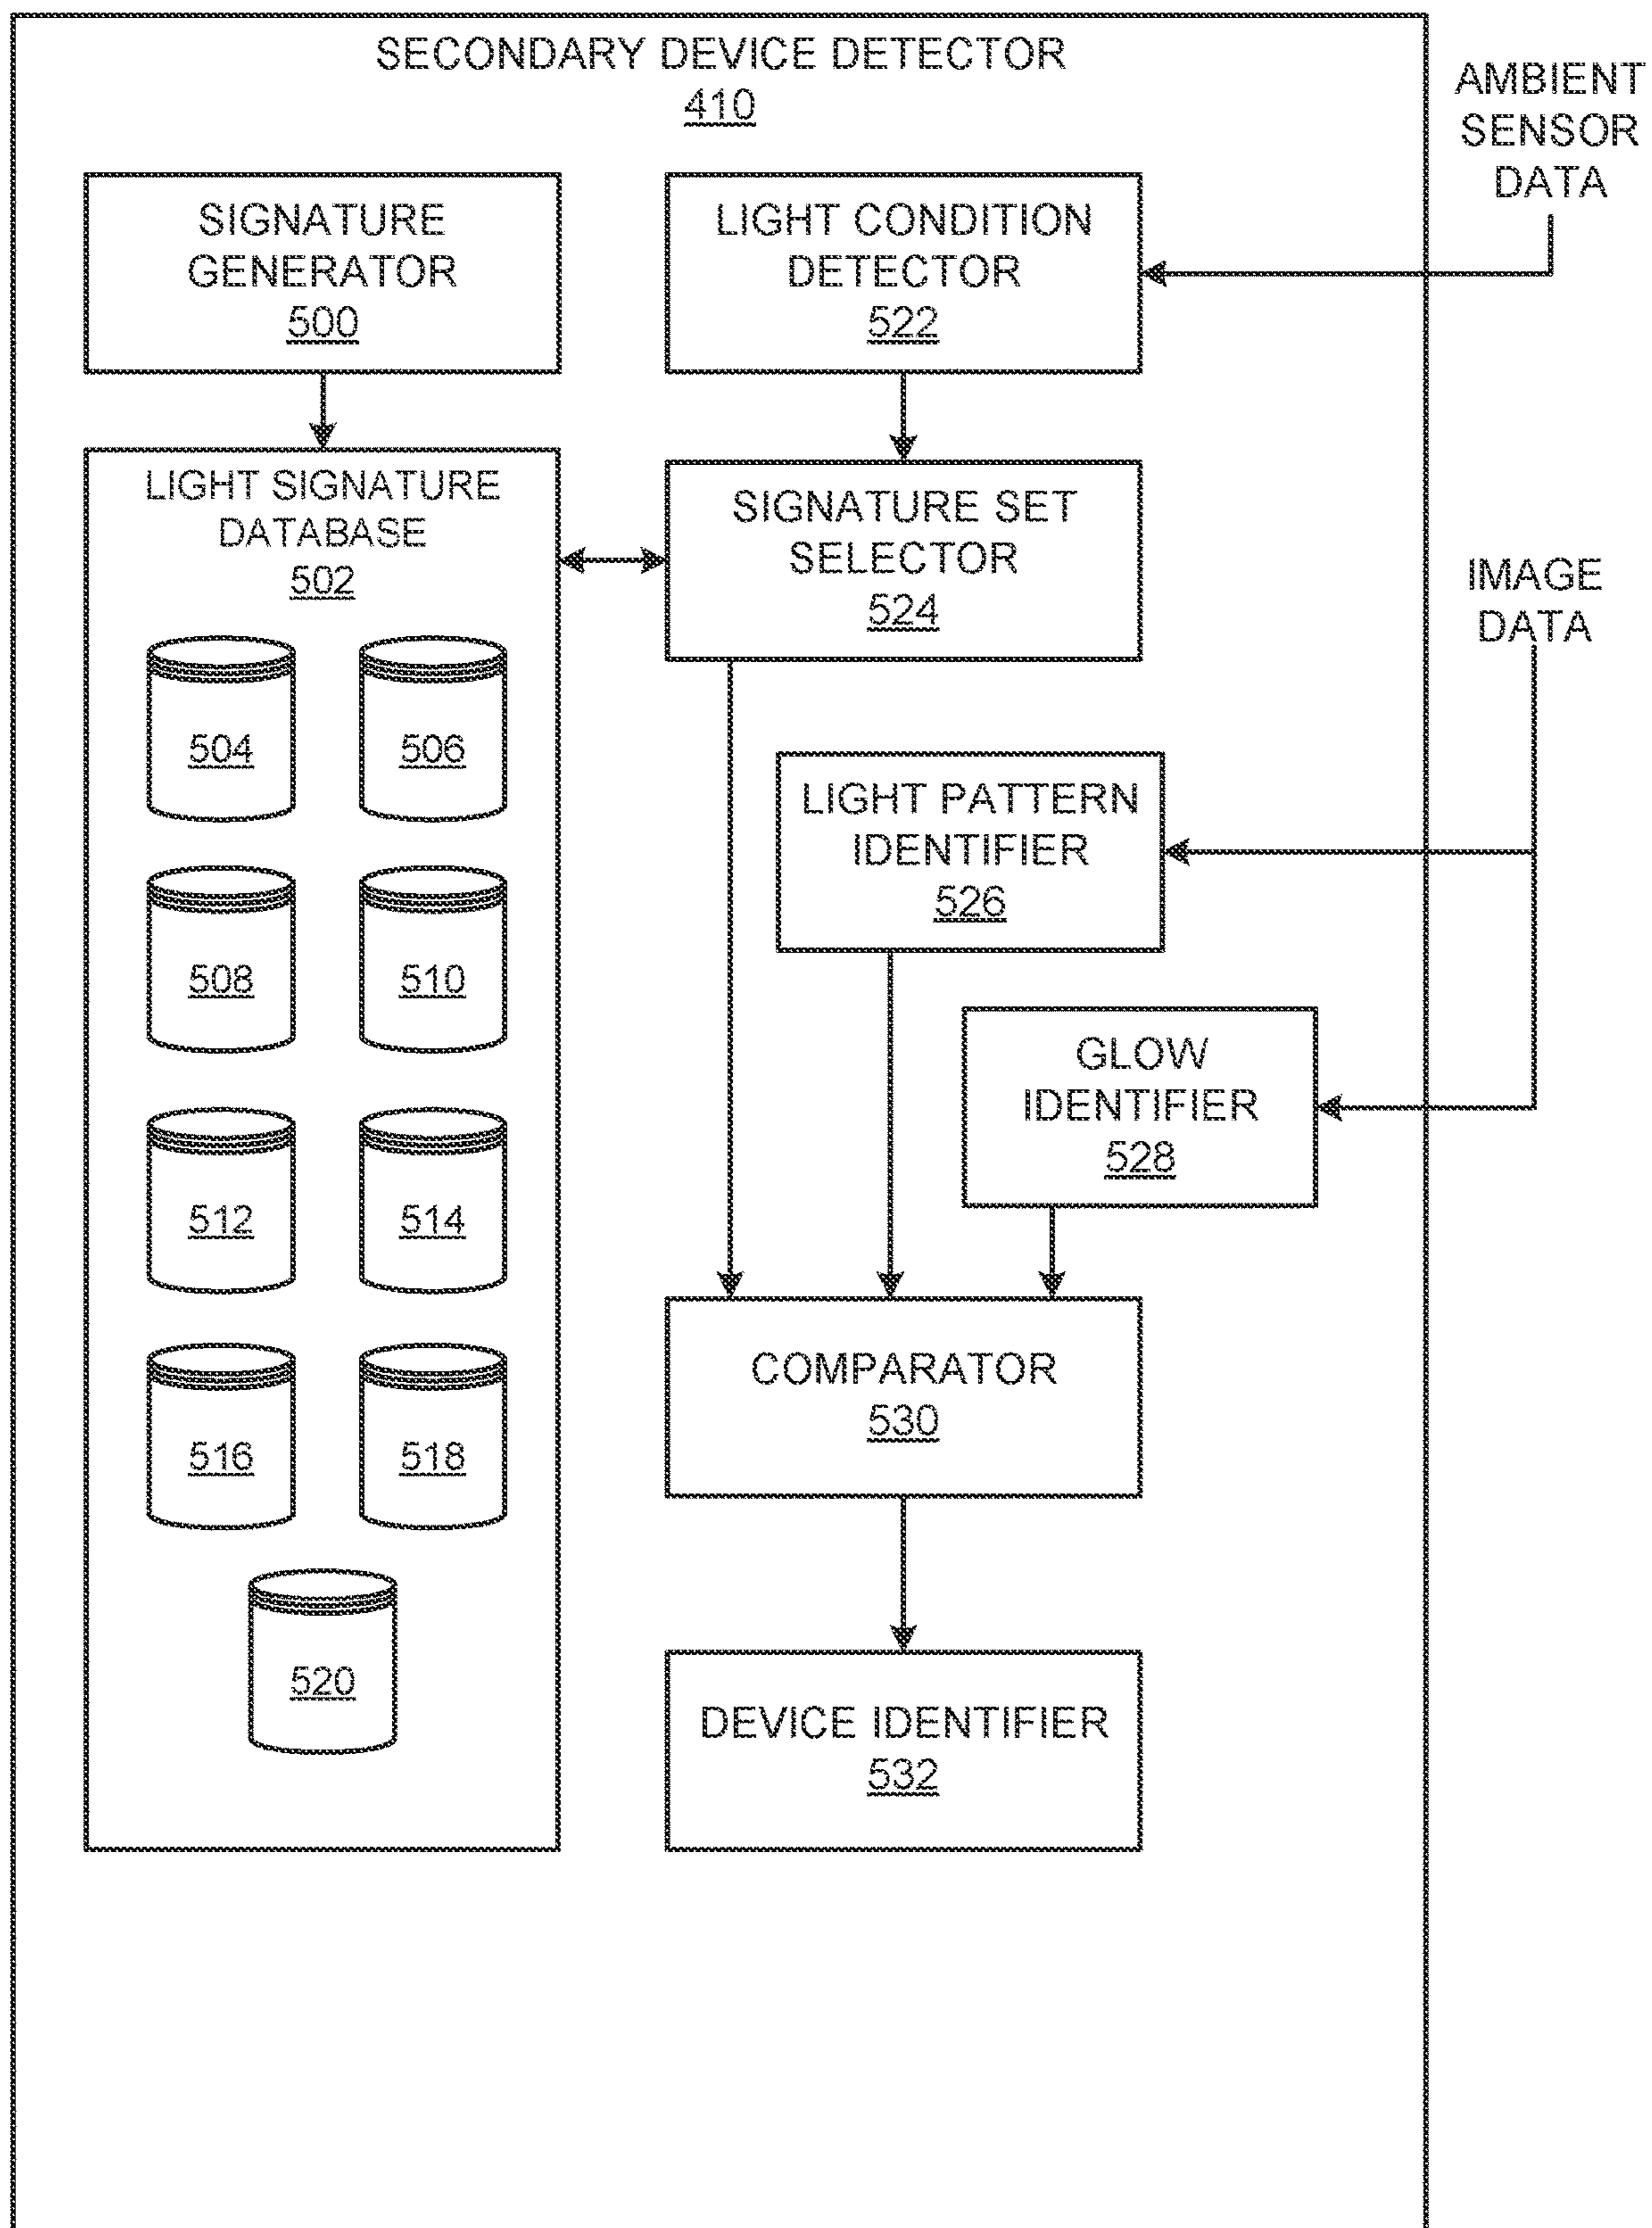 SECONDARY DEVICE DETECTOR
410
AMBIENT
SENSOR
DATA
SIGNATURE
GENERATOR
500
LIGHT CONDITION
DETECTOR
522
LIGHT SIGNATURE
DATABASE
502
SIGNATURE SET
SELECTOR
524
IMAGE
DATA
504
506
LIGHT PATTERN
IDENTIFIER
526
508
510
GLOW
IDENTIFIER
528
512
514
COMPARATOR
530
516
518
520
DEVICE IDENTIFIER
532